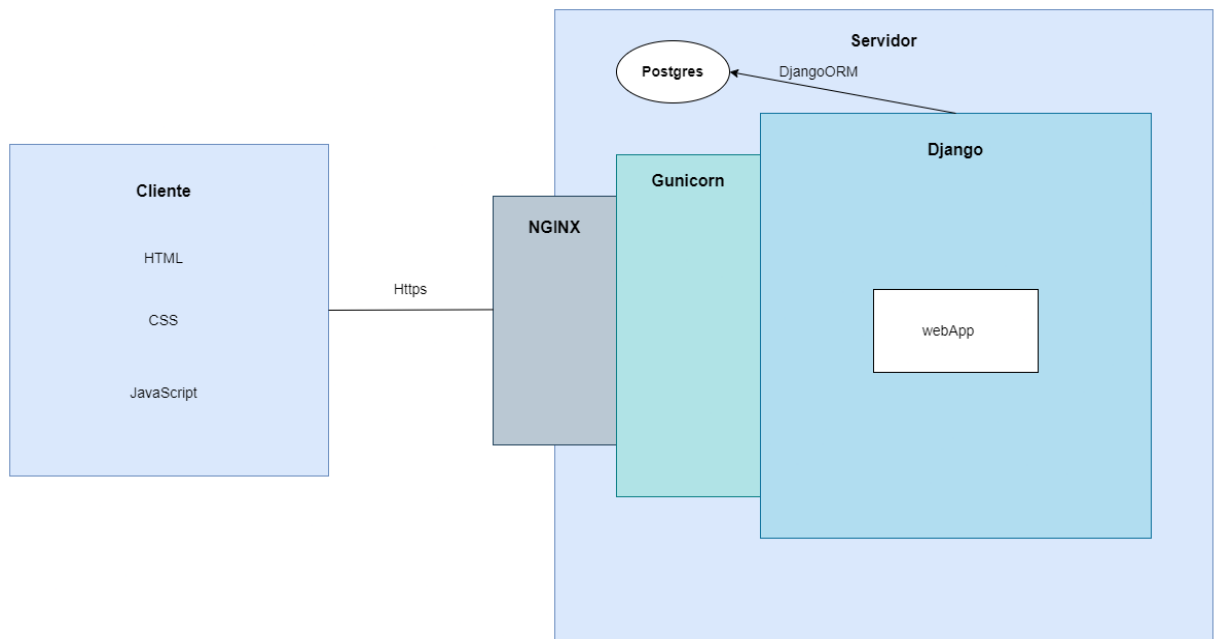 Servidor
Postgres
DjangoORM
Django
Gunicorn
Cliente
NGINX
HTML
Https
CSS
webApp
JavaScript